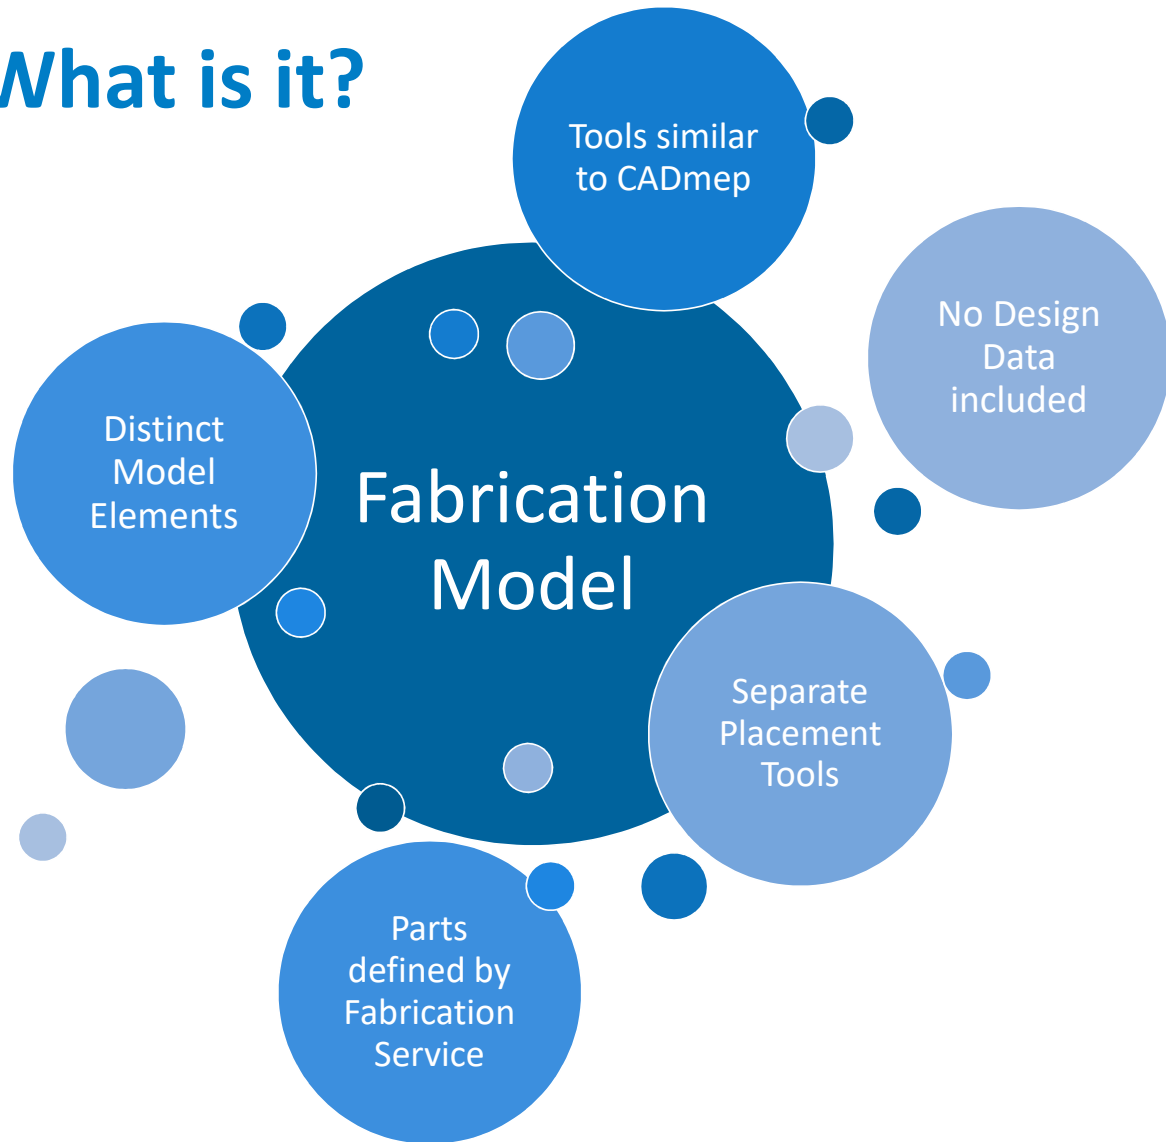 What is it?
Tools similar
to CADmep
No Design
Data
included
Distinct
Model
Elements
Fabrication
Model
Separate
Placement
Tools
Parts
defined by
Fabrication
Service